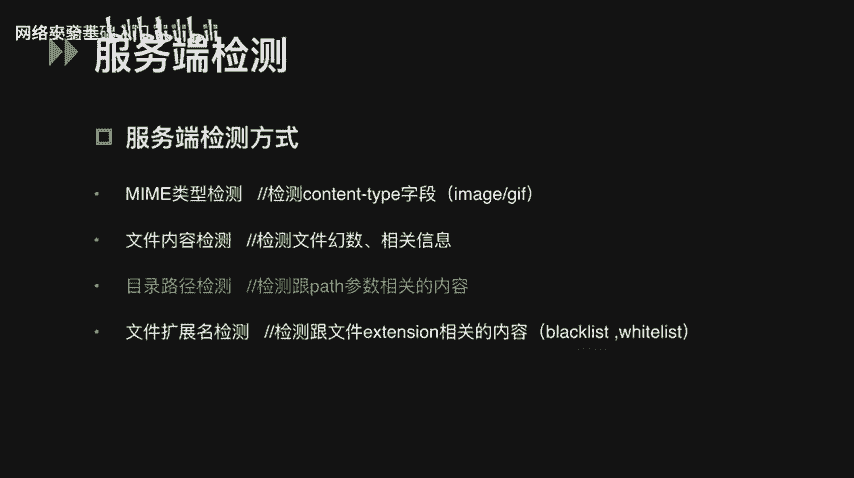 网络安全基础入门
服务端检测
服务端检测方式
MIME类型检测 //检测content-type字段（image/gif）
文件内容检测 //检测文件幻数、相关信息
目录路径检测 //检测跟path参数相关的内容
文件扩展名检测 //检测跟文件extension相关的内容（blacklist ,whitelist）